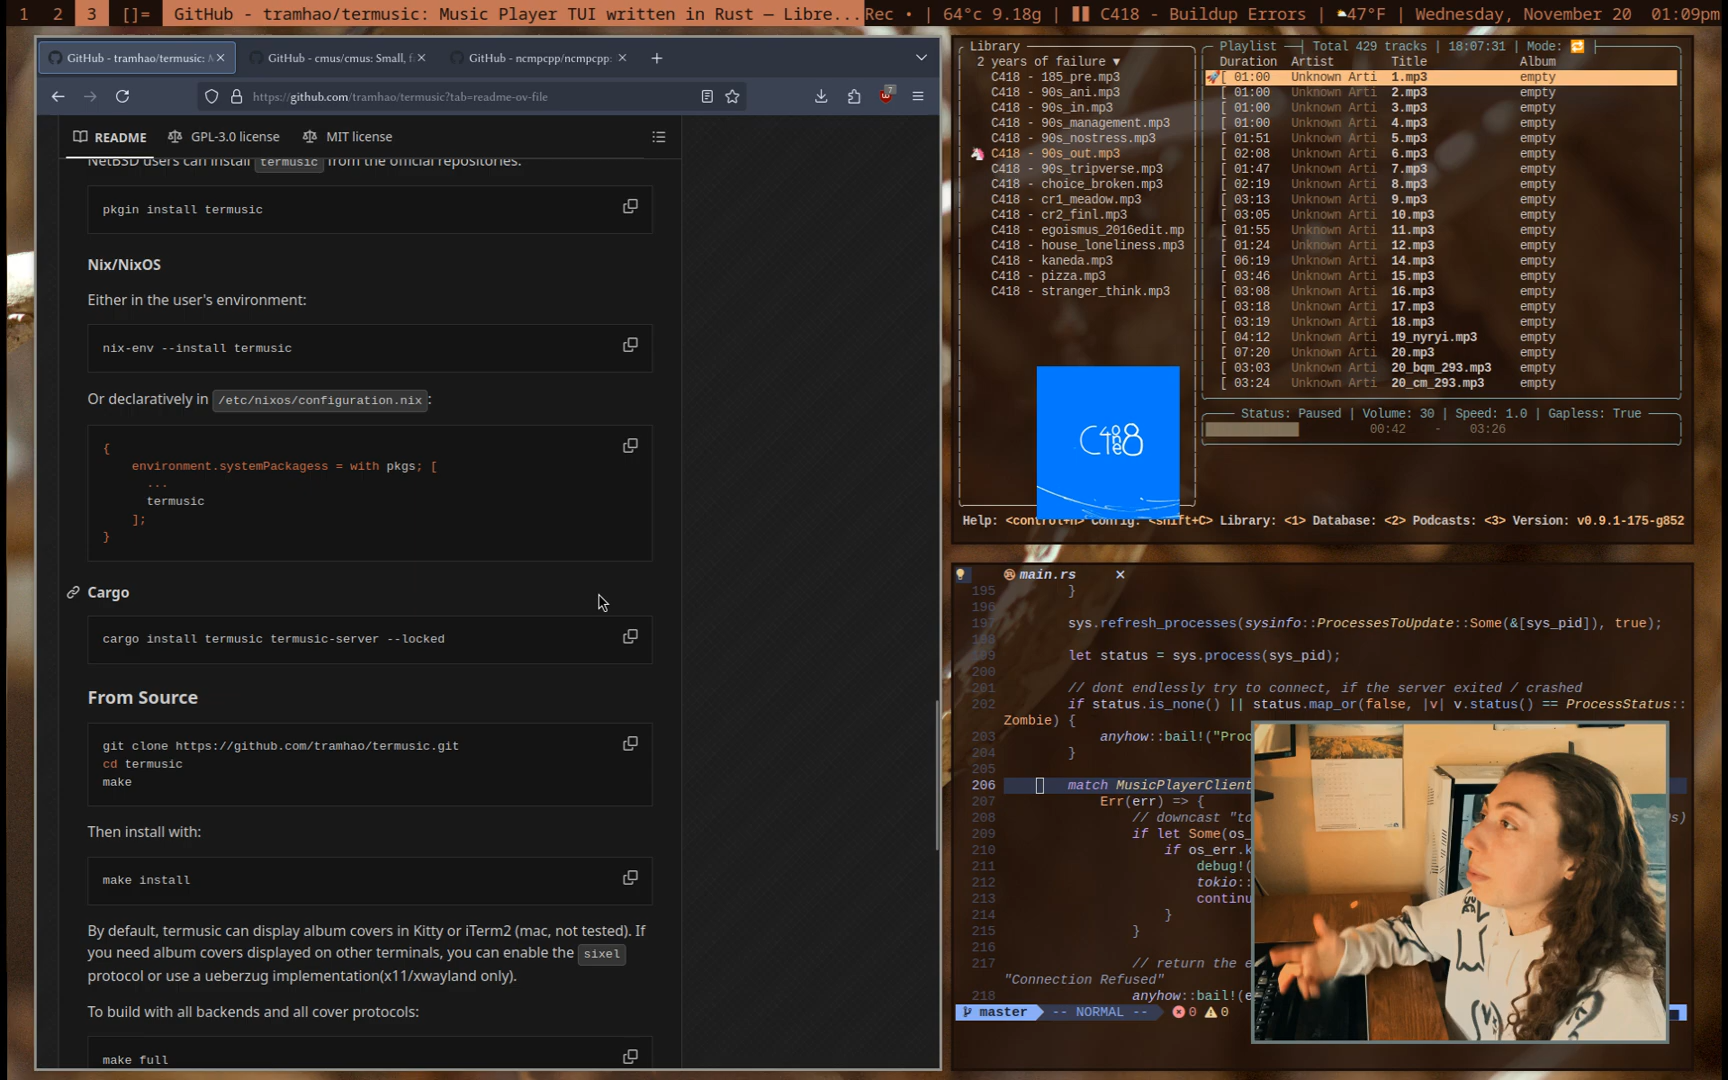 1 2 3 []= GitHub - tramhao/termusic: Music Player TUI written in Rust — Libre... Rec • | 64°c 9.18g | C418 - Buildup Errors | 47°F | Wednesday, November 20 01:09pm
GitHub - tramhao/termusic:
GitHub - cmus/cmus: Small, f
GitHub - ncmpcpp/ncmpcpp:
https://github.com/tramhao/termusic?tab=readme-ov-file
7
README
GPL-3.0 license
MIT license
NetBSD users can install termusic from the official repositories.
pkgin install termusic
Nix/NixOS
Either in the user's environment:
nix-env --install termusic
Or declaratively in /etc/nixos/configuration.nix:
{
environment.systemPackagess = with pkgs; [
...
termusic
];
}
Cargo
cargo install termusic termusic-server --locked
From Source
git clone https://github.com/tramhao/termusic.git
cd termusic
make
Then install with:
make install
By default, termusic can display album covers in Kitty or iTerm2 (mac, not tested). If
you need album covers displayed on other terminals, you can enable the sixel
protocol or use a ueberzug implementation(x11/xwayland only).
To build with all backends and all cover protocols:
make full
Library
2 years of failure ▼
C418 - 185_pre.mp3
C418 - 90s_ani.mp3
C418 - 90s_in.mp3
C418 - 90s_management.mp3
C418 - 90s_nostress.mp3
C418 - 90s_out.mp3
C418 - 90s_tripverse.mp3
C418 - choice_broken.mp3
C418 - cr1_meadow.mp3
C418 - cr2_finl.mp3
C418 - egoismus_2016edit.mp
C418 - house_loneliness.mp3
C418 - kaneda.mp3
C418 - pizza.mp3
C418 - stranger_think.mp3
Playlist | Total 429 tracks | 18:07:31 | Mode:
Duration Artist Title Album
[ 01:00 Unknown Arti 1.mp3 empty
[ 01:00 Unknown Arti 2.mp3 empty
[ 01:00 Unknown Arti 3.mp3 empty
[ 01:00 Unknown Arti 4.mp3 empty
[ 01:51 Unknown Arti 5.mp3 empty
[ 02:08 Unknown Arti 6.mp3 empty
[ 01:47 Unknown Arti 7.mp3 empty
[ 02:19 Unknown Arti 8.mp3 empty
[ 03:13 Unknown Arti 9.mp3 empty
[ 03:05 Unknown Arti 10.mp3 empty
[ 01:55 Unknown Arti 11.mp3 empty
[ 01:24 Unknown Arti 12.mp3 empty
[ 06:19 Unknown Arti 14.mp3 empty
[ 03:46 Unknown Arti 15.mp3 empty
[ 03:08 Unknown Arti 16.mp3 empty
[ 03:18 Unknown Arti 17.mp3 empty
[ 03:19 Unknown Arti 18.mp3 empty
[ 04:12 Unknown Arti 19_nyryi.mp3 empty
[ 07:20 Unknown Arti 20.mp3 empty
[ 03:03 Unknown Arti 20_bqm_293.mp3 empty
[ 03:24 Unknown Arti 20_cm_293.mp3 empty
Status: Paused | Volume: 30 | Speed: 1.0 | Gapless: True
00:42 - 03:26
Help: Config: <shift+C> Library: <1> Database: <2> Podcasts: <3> Version: v0.9.1-175-g852
main.rs
195 }
196
197 sys.refresh_processes(sysinfo::ProcessesToUpdate::Some(&[sys_pid]), true);
198
199 let status = sys.process(sys_pid);
200
201 // dont endlessly try to connect, if the server exited / crashed
202 if status.is_none() || status.map_or(false, |v| v.status() == ProcessStatus::
Zombie) {
203 anyhow::bail!("Proc
204 }
205
206 match MusicPlayerClient
207 Err(err) => {
208 // downcast "to
209 if let Some(os_ s)
210 if os_err.k
211 debug!(
212 tokio::
213 continu
214 }
215 }
216
217 // return the e
"Connection Refused"
218 anyhow::bail!(e
master -- NORMAL -- 0 0